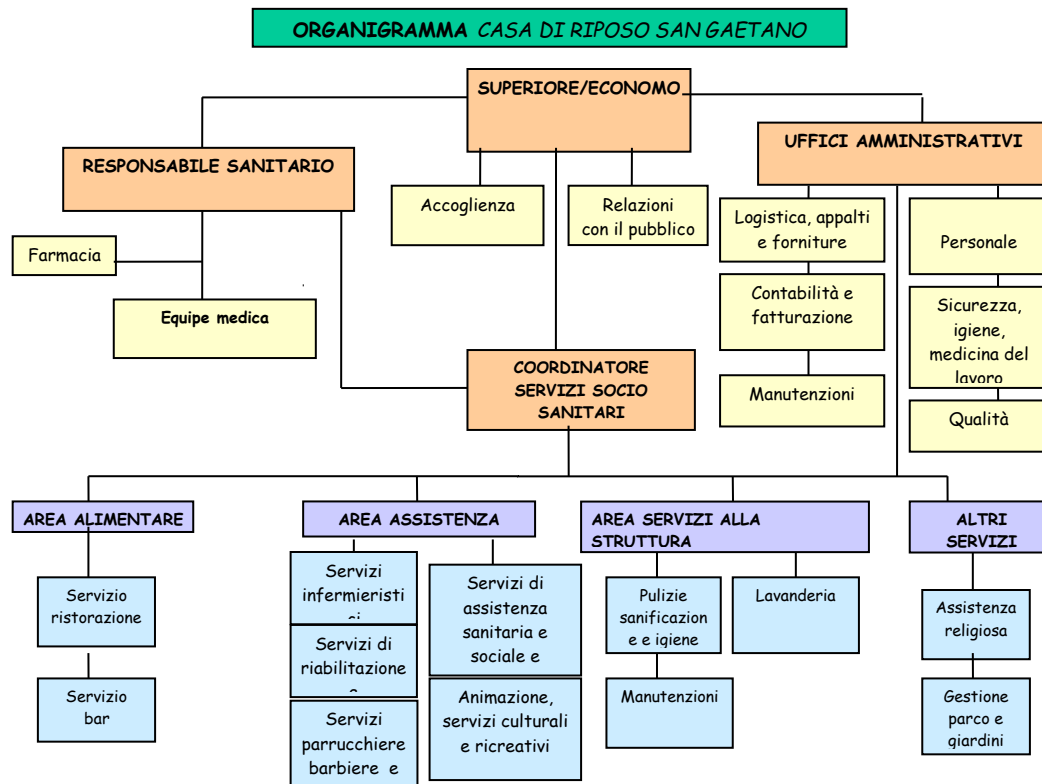 ORGANIGRAMMA CASA DI RIPOSO SAN GAETANO
SUPERIORE/ECONOMO
RESPONSABILE SANITARIO
UFFICI AMMINISTRATIVI
Accoglienza
Relazioni
con il pubblico
Logistica, appalti
e forniture
Personale
Farmacia
Contabilità e
fatturazione
Sicurezza,
igiene,
medicina del
lavoro
Equipe medica
COORDINATORE
SERVIZI SOCIO
SANITARI
Manutenzioni
Qualità
AREA ALIMENTARE
AREA ASSISTENZA
AREA SERVIZI ALLA
STRUTTURA
ALTRI
SERVIZI
Servizio
ristorazione
Servizio
bar
Servizi
infermieristi
Servizi di
riabilitazione
Servizi
parrucchiere
barbiere e
Servizi di
assistenza
sanitaria e
sociale e
Animazione,
servizi culturali
e ricreativi
Pulizie
sanificazion
e e igiene
Manutenzioni
Lavanderia
Assistenza
religiosa
Gestione
parco e
giardini